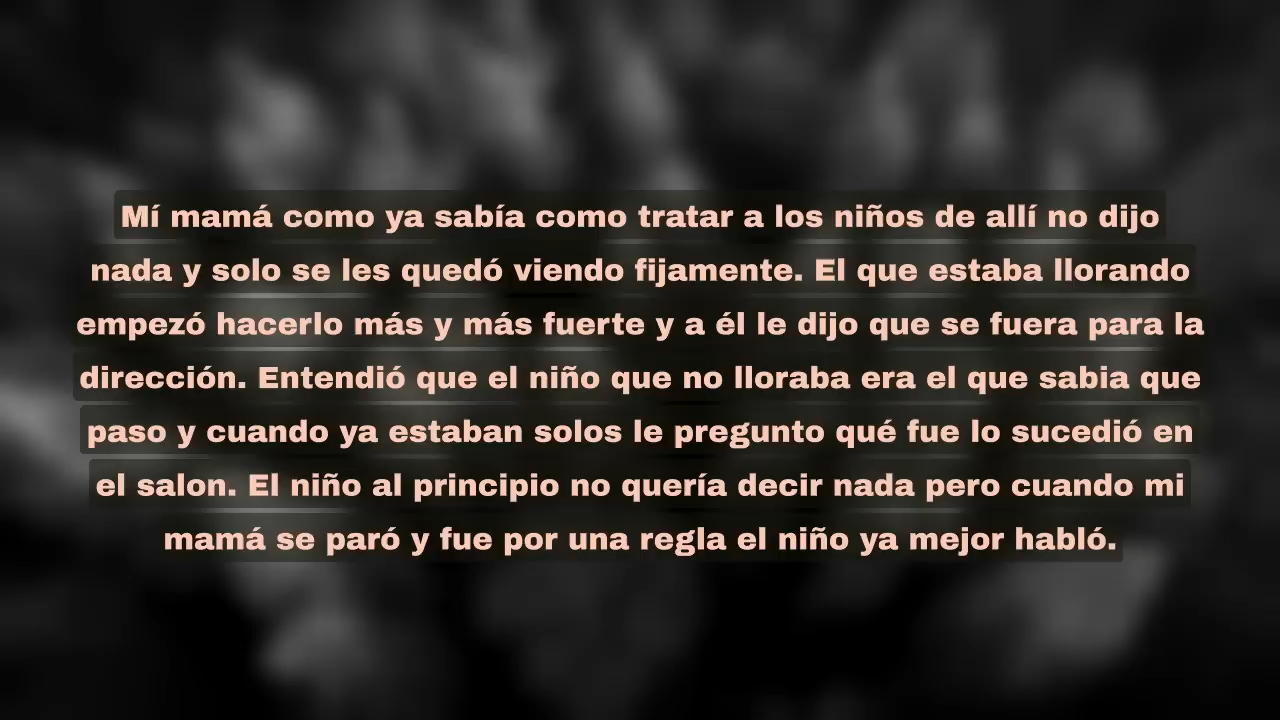 Mí mamá como ya sabía como tratar a los niños de allí no dijo
nada y solo se les quedó viendo fijamente. El que estaba llorando
empezó hacerlo más y más fuerte y a él le dijo que se fuera para la
dirección. Entendió que el niño que no lloraba era el que sabia que
paso y cuando ya estaban solos le pregunto qué fue lo sucedió en
el salon. El niño al principio no quería decir nada pero cuando mi
mamá se paró y fue por una regla el niño ya mejor habló.